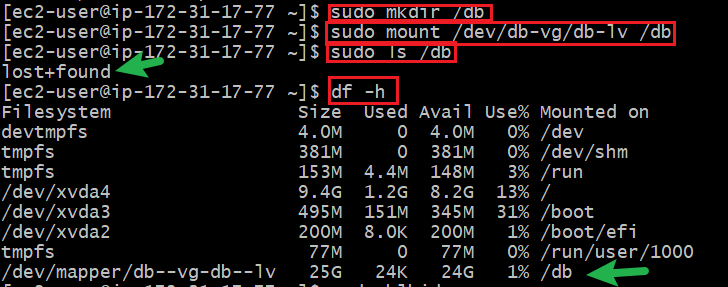 [ec2-user@ip-172-31-17-77 ~]$ sudo mkdir /db
[ec2-user@ip-172-31-17-77 ~]$ sudo mount /dev/db-vg/db-lv /db
[ec2-user@ip-172-31-17-77 ~]$ sudo ls /db
lost+found
[ec2-user@ip-172-31-17-77 ~]$ df -h
Filesystem Size Used Avail Use% Mounted on
devtmpfs 4.0M 0 4.0M 0% /dev
tmpfs 381M 0 381M 0% /dev/shm
tmpfs 153M 4.4M 148M 3% /run
/dev/xvda4 9.4G 1.2G 8.2G 13% /
/dev/xvda3 495M 151M 345M 31% /boot
/dev/xvda2 200M 8.0K 200M 1% /boot/efi
tmpfs 77M 0 77M 0% /run/user/1000
/dev/mapper/db--vg-db--lv 25G 24K 24G 1% /db